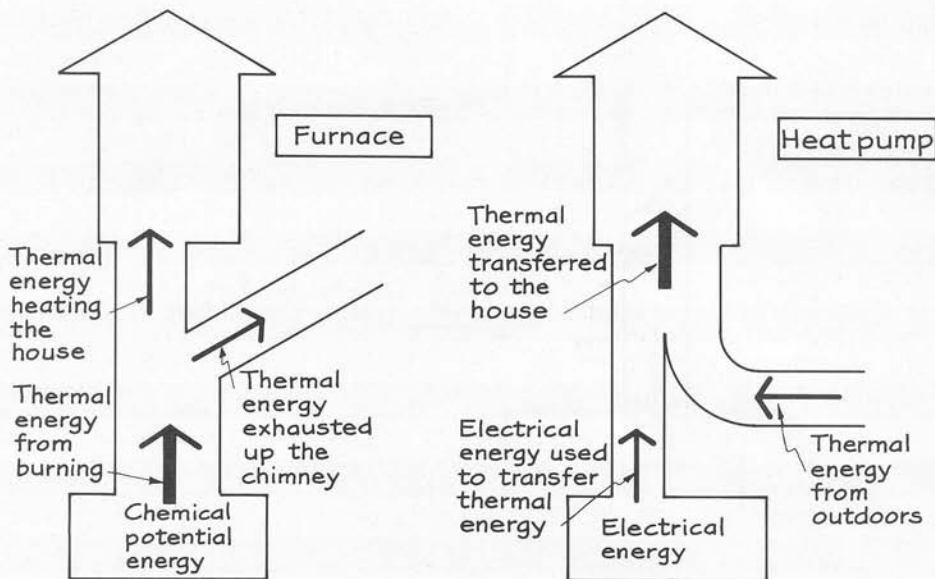 Furnace
Thermal
energy
heating
the
house
Thermal
energy
from
burning
Thermal
energy
exhausted
up the
chimney
Chemical
potential
energy
Heat pump
Thermal
energy
transferred
to the
house
Electrical
energy used
to transfer
thermal
energy
Thermal
energy
from
outdoors
Electrical
energy